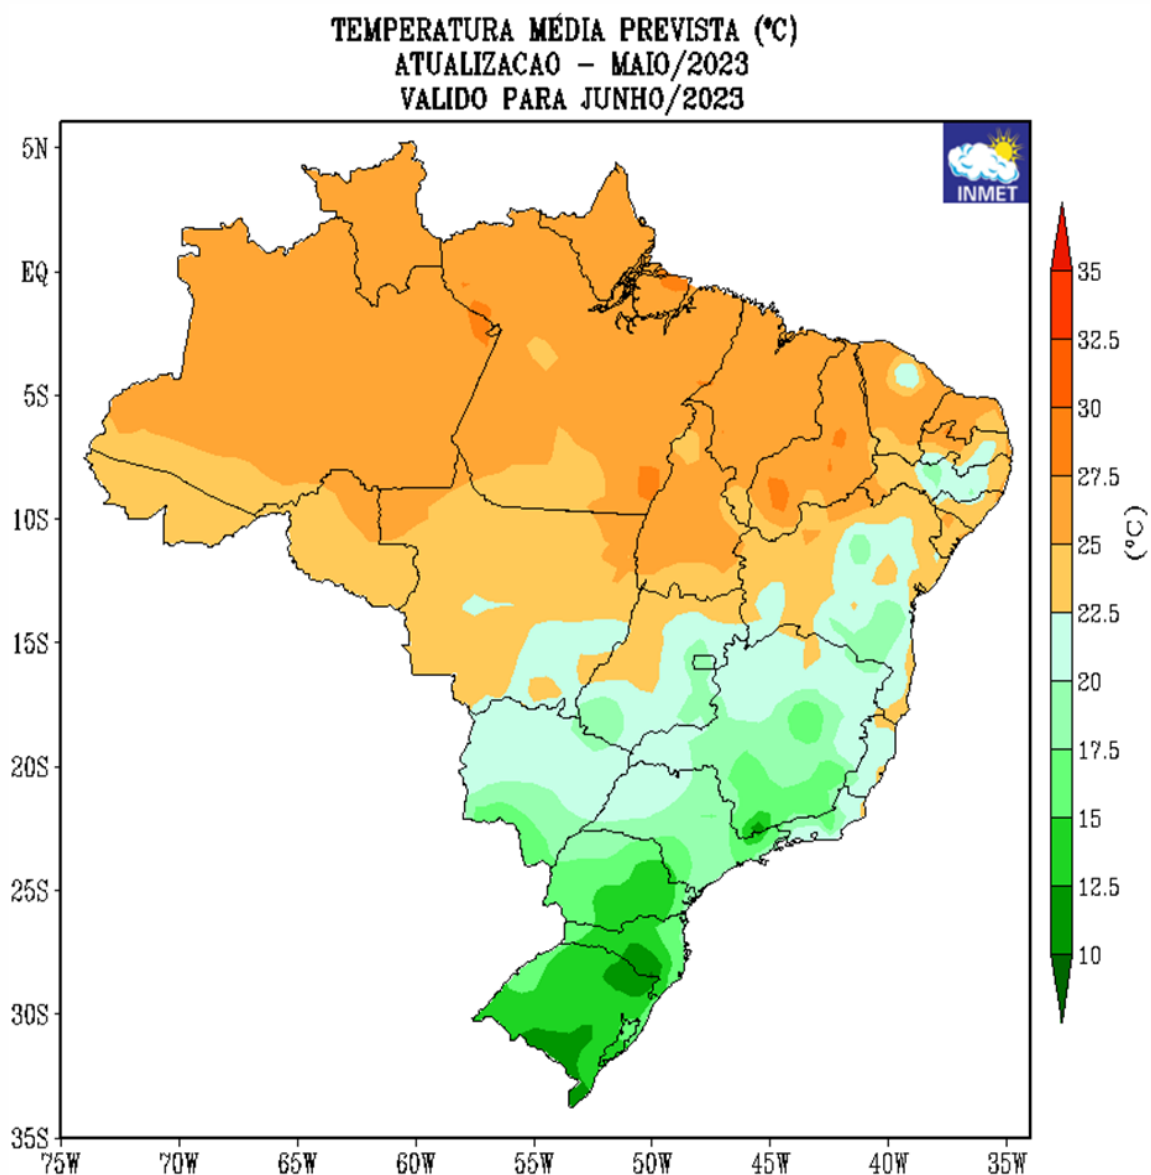 TEMPERATURA MÉDIA PREVISTA (°C)
ATUALIZACAO - MAIO/2023
VALIDO PARA JUNHO/2023
INMET
5N
EQ
5S
10S
15S
20S
25S
30S
35S
75W
70W
65W
60W
55W
50W
45W
40W
35W
35
32.5
30
27.5
25
22.5
20
17.5
15
12.5
10
(°C)